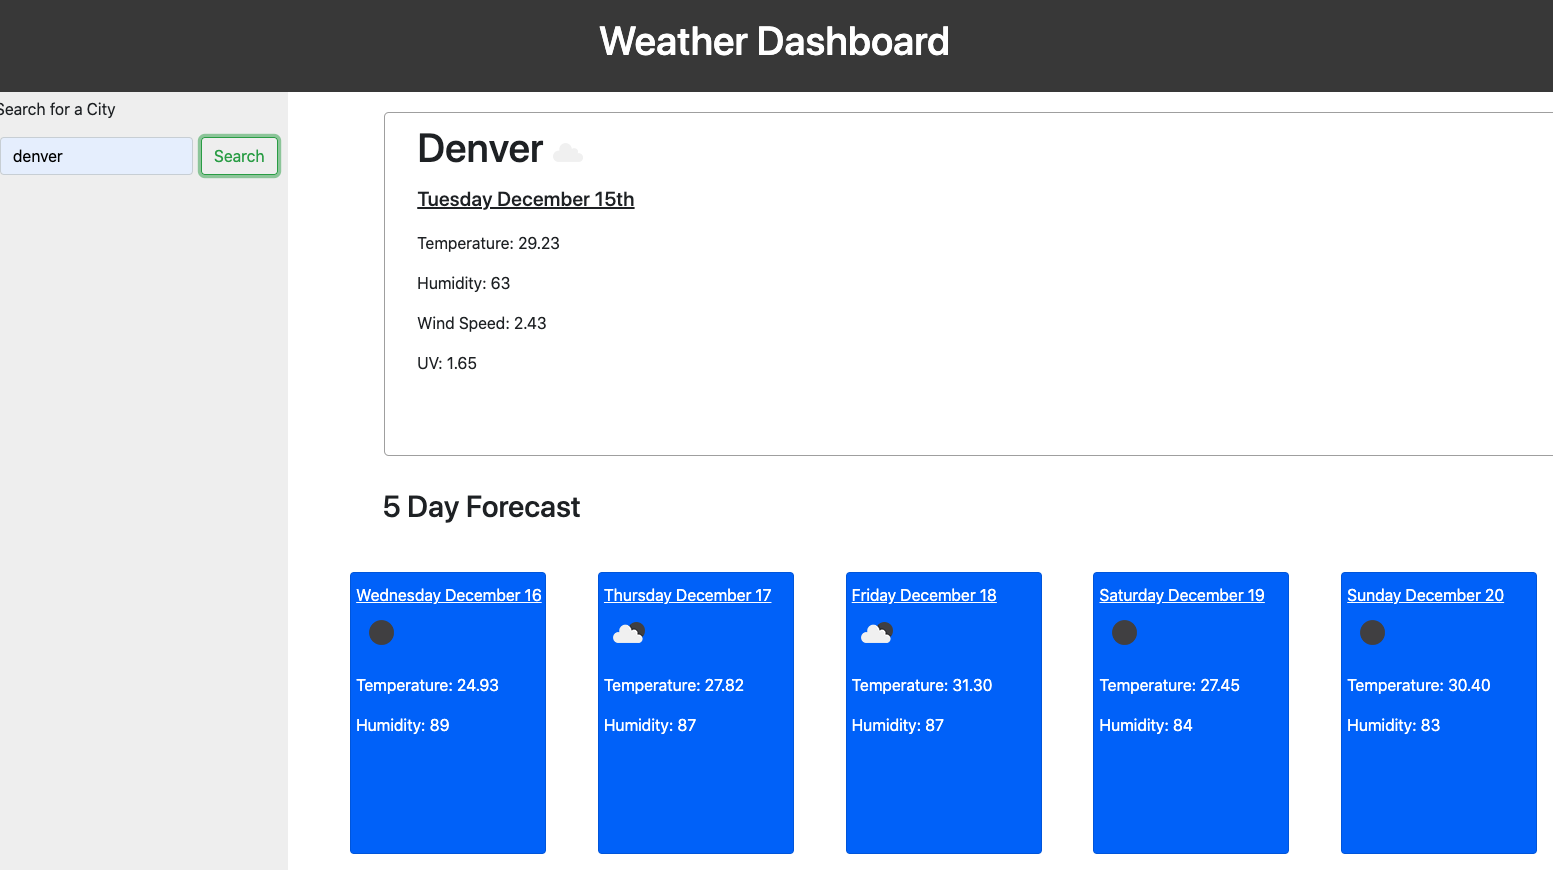 Weather Dashboard
Search for a City
denver
Search
Denver
Tuesday December 15th
Temperature: 29.23
Humidity: 63
Wind Speed: 2.43
UV: 1.65
5 Day Forecast
Wednesday December 16
Temperature: 24.93
Humidity: 89
Thursday December 17
Temperature: 27.82
Humidity: 87
Friday December 18
Temperature: 31.30
Humidity: 87
Saturday December 19
Temperature: 27.45
Humidity: 84
Sunday December 20
Temperature: 30.40
Humidity: 83